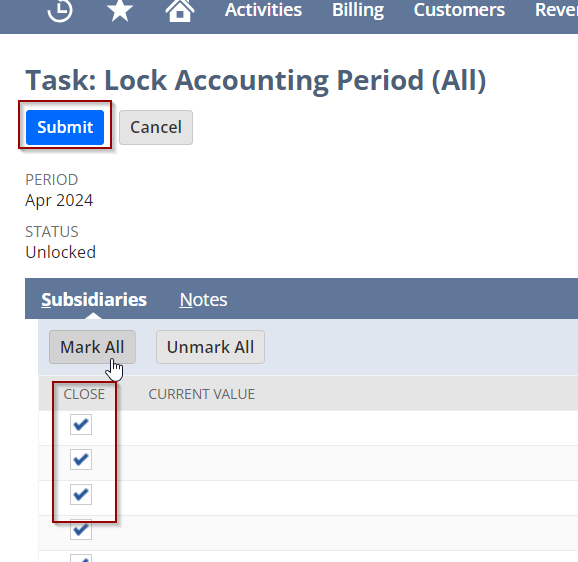 Activities Billing Customers
Task: Lock Accounting Period (All)
Submit Cancel
PERIOD
Apr 2024
STATUS
Unlocked
Subsidiaries Notes
Mark All Unmark All
CLOSE CURRENT VALUE